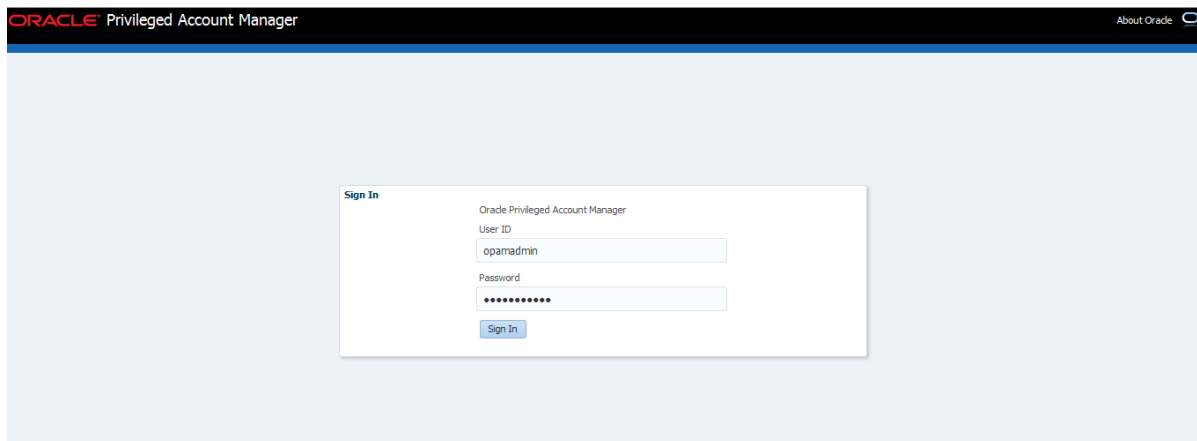 ORACLE Privileged Account Manager
About Oracle
Sign In
Oracle Privileged Account Manager
User ID
opamadmin
Password
•••••••••••
Sign In